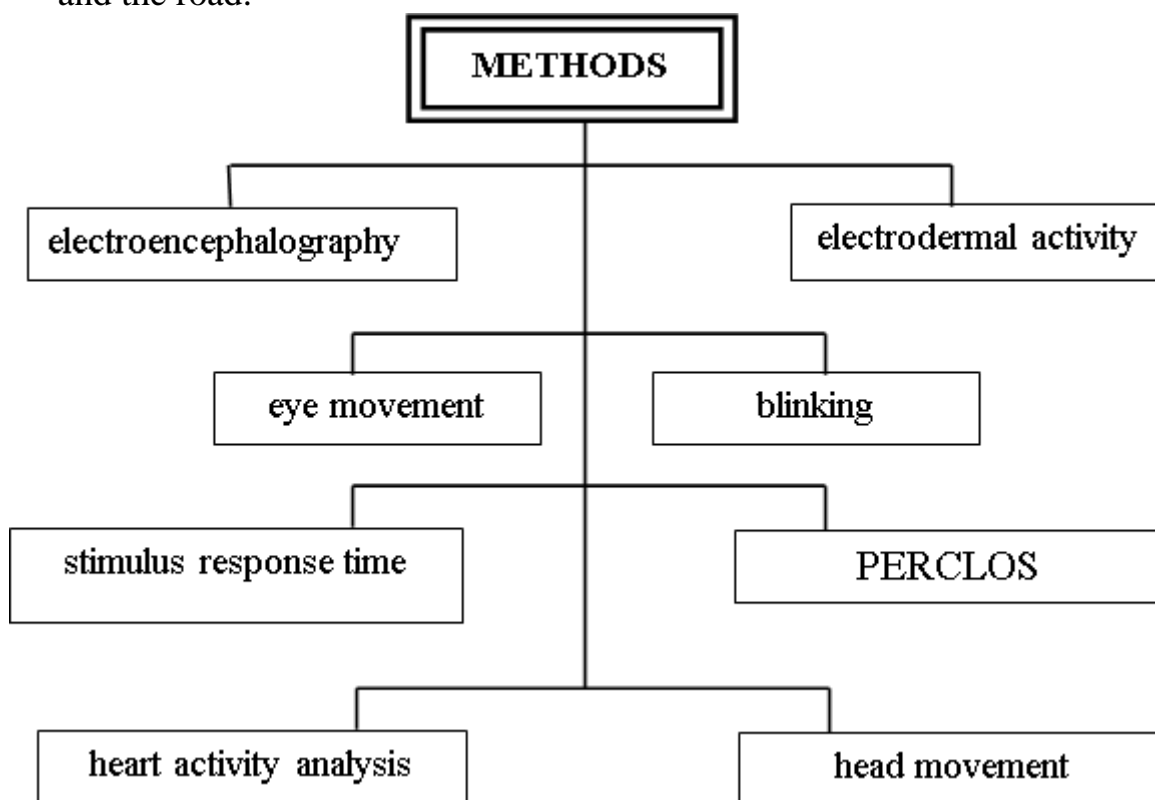 and the road.
METHODS
electroencephalography
electrodermal activity
eye movement
blinking
stimulus response time
PERCLOS
heart activity analysis
head movement